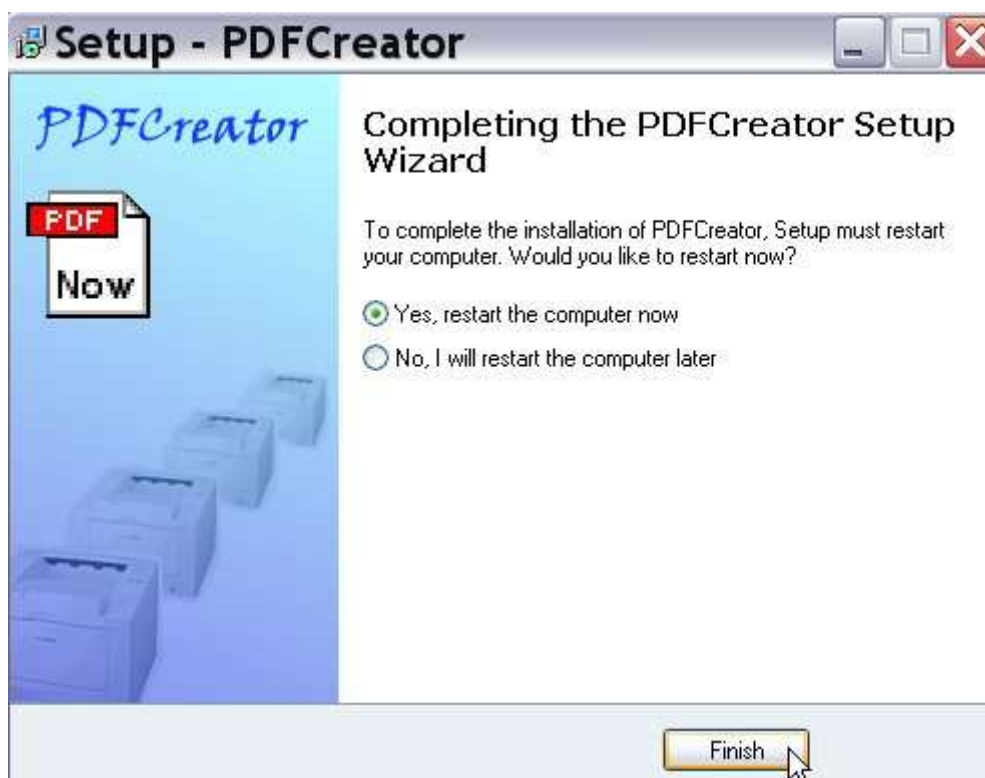 Setup - PDFCreator
PDFCreator
PDF
Now
Completing the PDFCreator Setup
Wizard
To complete the installation of PDFCreator, Setup must restart
your computer. Would you like to restart now?
Yes, restart the computer now
No, I will restart the computer later
Finish